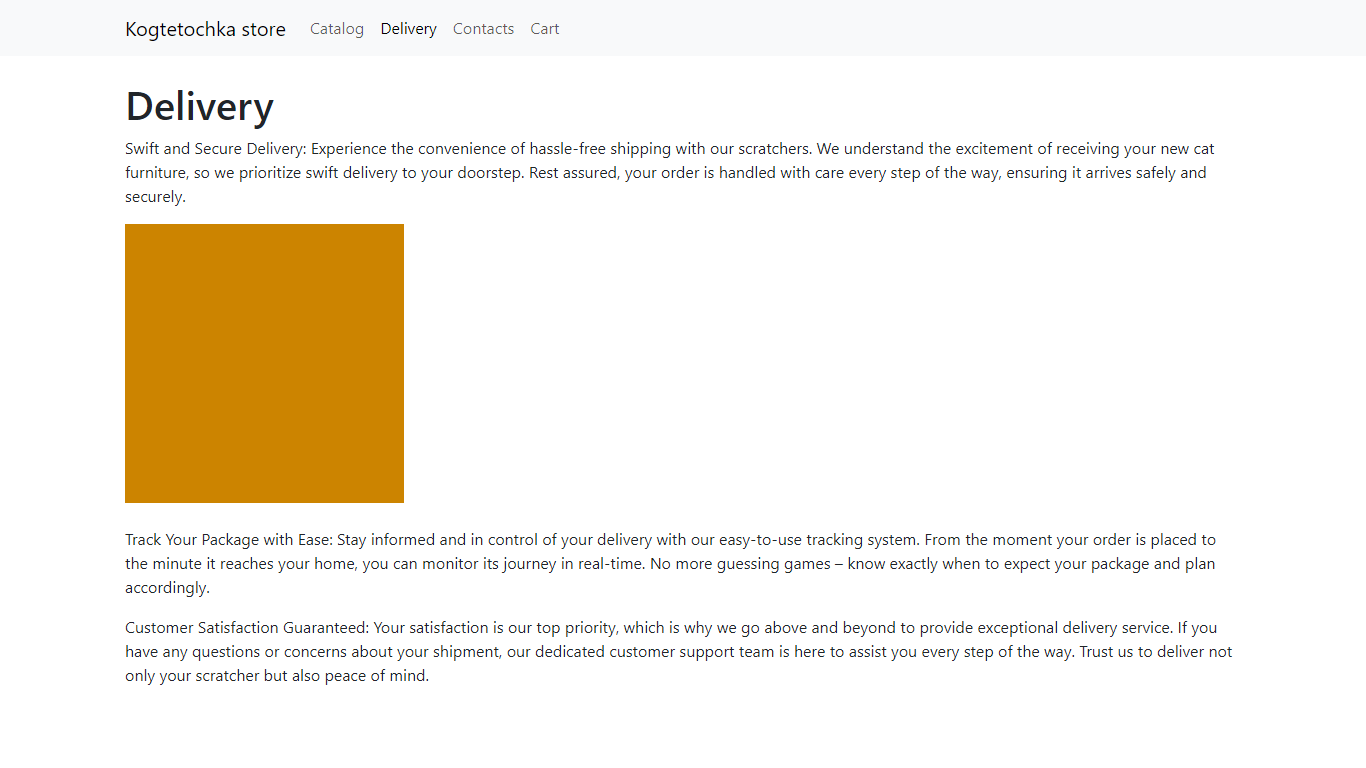 Kogtetochka store Catalog Delivery Contacts Cart
Delivery
Swift and Secure Delivery: Experience the convenience of hassle-free shipping with our scratchers. We understand the excitement of receiving your new cat
furniture, so we prioritize swift delivery to your doorstep. Rest assured, your order is handled with care every step of the way, ensuring it arrives safely and
securely.
Track Your Package with Ease: Stay informed and in control of your delivery with our easy-to-use tracking system. From the moment your order is placed to
the minute it reaches your home, you can monitor its journey in real-time. No more guessing games – know exactly when to expect your package and plan
accordingly.
Customer Satisfaction Guaranteed: Your satisfaction is our top priority, which is why we go above and beyond to provide exceptional delivery service. If you
have any questions or concerns about your shipment, our dedicated customer support team is here to assist you every step of the way. Trust us to deliver not
only your scratcher but also peace of mind.